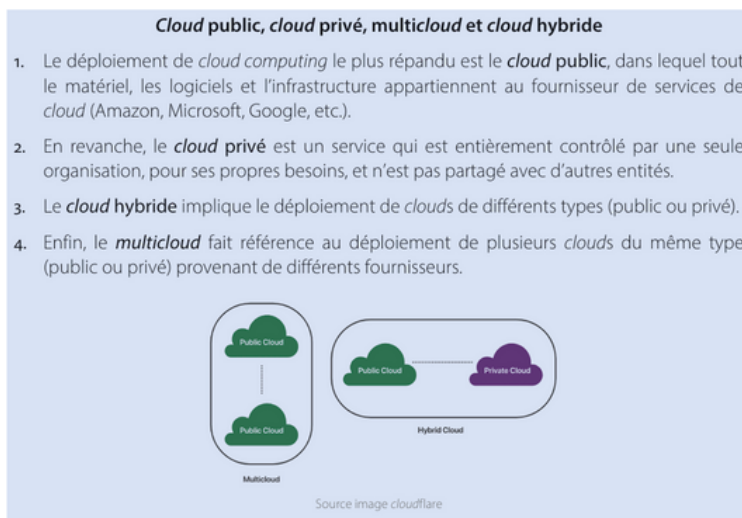 Cloud public, cloud privé, multicloud et cloud hybride
1. Le déploiement de cloud computing le plus répandu est le cloud public, dans lequel tout
le matériel, les logiciels et l'infrastructure appartiennent au fournisseur de services de
cloud (Amazon, Microsoft, Google, etc.).
2. En revanche, le cloud privé est un service qui est entièrement contrôlé par une seule
organisation, pour ses propres besoins, et n'est pas partagé avec d'autres entités.
3. Le cloud hybride implique le déploiement de clouds de différents types (public ou privé).
4. Enfin, le multicloud fait référence au déploiement de plusieurs clouds du même type
(public ou privé) provenant de différents fournisseurs.
Public Cloud
Public Cloud
Multicloud
Public Cloud
Private Cloud
Hybrid Cloud
Source image cloudflare